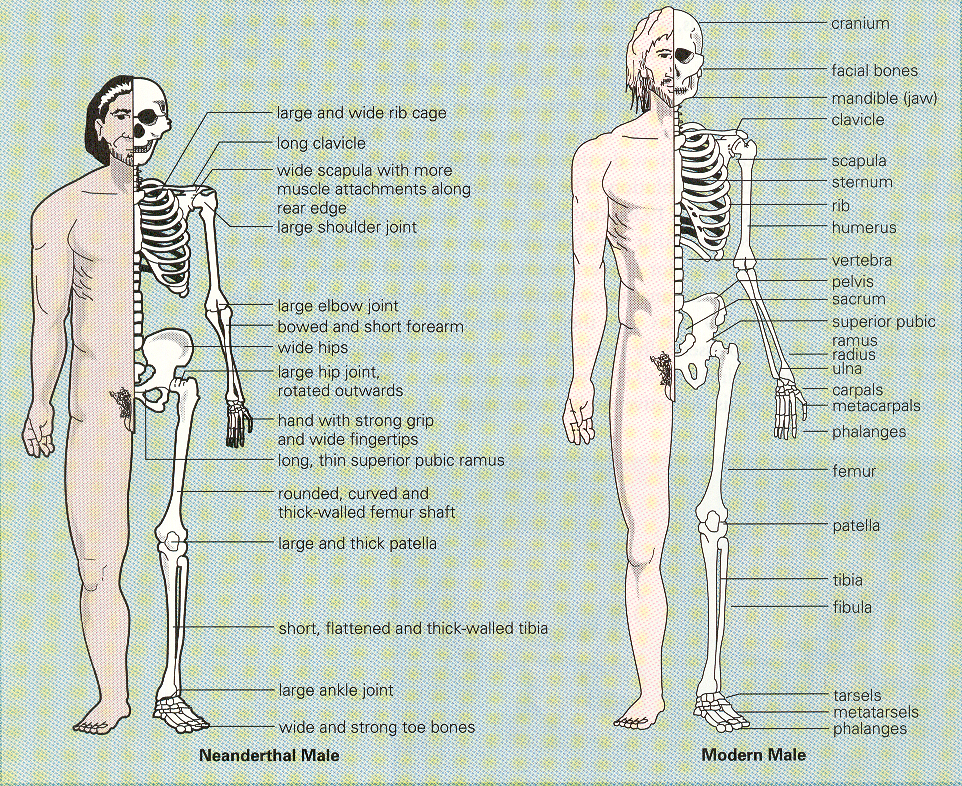 large and wide rib cage
long clavicle
wide scapula with more
muscle attachments along
rear edge
large shoulder joint
large elbow joint
bowed and short forearm
wide hips
large hip joint,
rotated outwards
hand with strong grip
and wide fingertips
long, thin superior pubic ramus
rounded, curved and
thick-walled femur shaft
large and thick patella
short, flattened and thick-walled tibia
large ankle joint
wide and strong toe bones
Neanderthal Male
cranium
facial bones
mandible (jaw)
clavicle
scapula
sternum
rib
humerus
vertebra
pelvis
sacrum
superior pubic
ramus
radius
ulna
carpals
metacarpals
phalanges
femur
patella
tibia
fibula
tarsels
metatarsels
phalanges
Modern Male